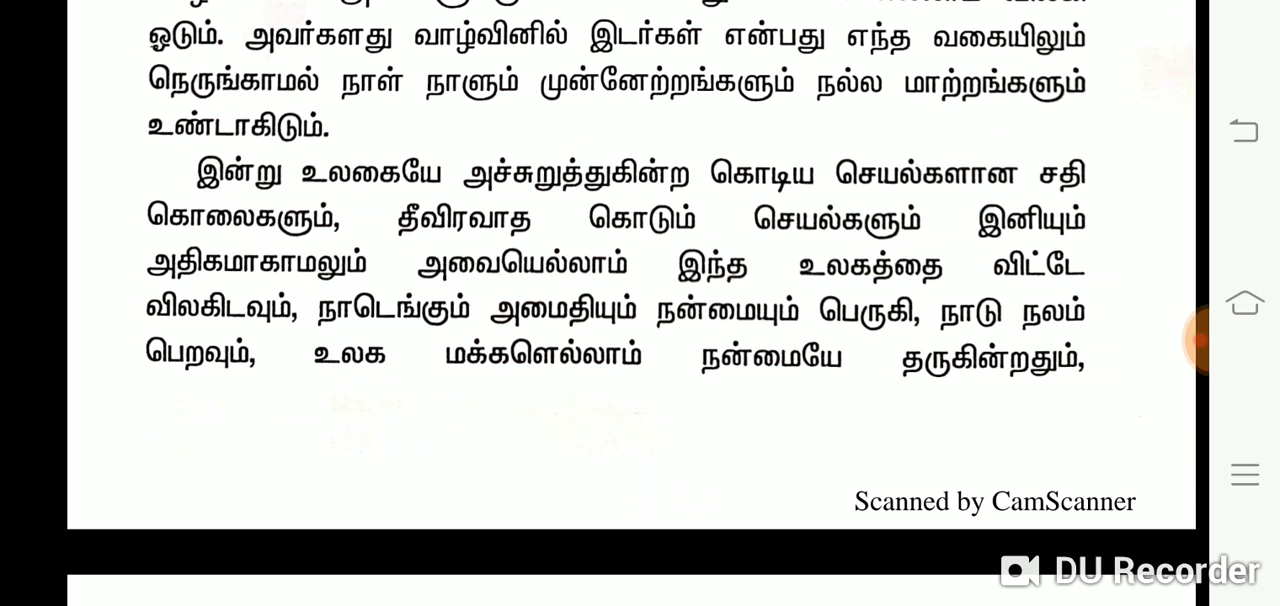 ஓடும். அவர்களது வாழ்வினில் இடர்கள் என்பது எந்த வகையிலும்
நெருங்காமல் நாள் நாளும் முன்னேற்றங்களும் நல்ல மாற்றங்களும்
உண்டாகிடும்.
இன்று உலகையே அச்சுறுத்துகின்ற கொடிய செயல்களான சதி
கொலைகளும், தீவிரவாத கொடும் செயல்களும் இனியும்
அதிகமாகாமலும் அவையெல்லாம் இந்த உலகத்தை விட்டே
விலகிடவும், நாடெங்கும் அமைதியும் நன்மையும் பெருகி, நாடு நலம்
பெறவும், உலக மக்களெல்லாம் நன்மையே தருகின்றதும்,
Scanned by CamScanner
DU Recorder